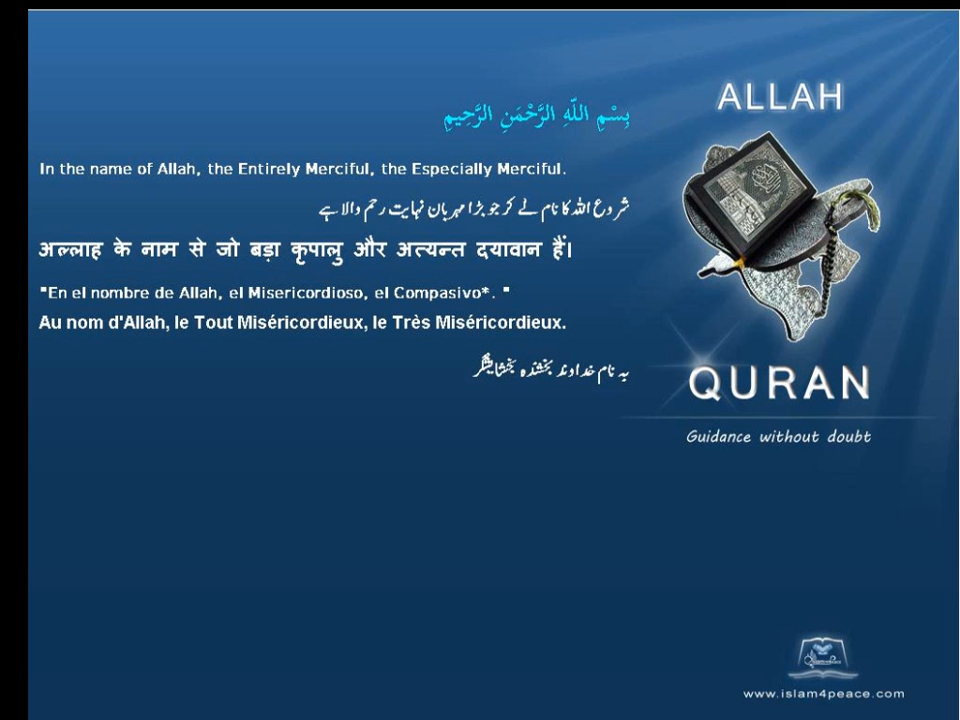 بِسْمِ اللَّهِ الرَّحْمَنِ الرَّحِيمِ
In the name of Allah, the Entirely Merciful, the Especially Merciful.
شروع الله کا نام لے کر جو بڑا مہربان نہایت رحم والا ہے
अल्लाह के नाम से जो बड़ा कृपालु और अत्यन्त दयावान हैं।
"En el nombre de Allah, el Misericordioso, el Compasivo*. "
Au nom d'Allah, le Tout Miséricordieux, le Très Miséricordieux.
به نام خداوند بخشنده بخشایشگر
ALLAH
QURAN
Guidance without doubt
www.islam4peace.com